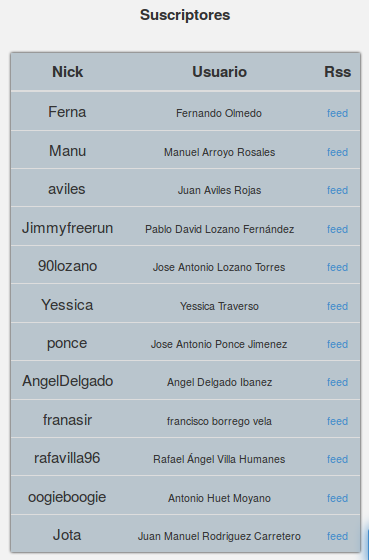 Suscriptores
Nick Usuario Rss
Ferna Fernando Olmedo feed
Manu Manuel Arroyo Rosales feed
aviles Juan Aviles Rojas feed
Jimmyfreerun Pablo David Lozano Fernández feed
90lozano Jose Antonio Lozano Torres feed
Yessica Yessica Traverso feed
ponce Jose Antonio Ponce Jimenez feed
AngelDelgado Angel Delgado Ibanez feed
franasir francisco borrego vela feed
rafavilla96 Rafael Ángel Villa Humanes feed
oogieboogie Antonio Huet Moyano feed
Jota Juan Manuel Rodriguez Carretero feed